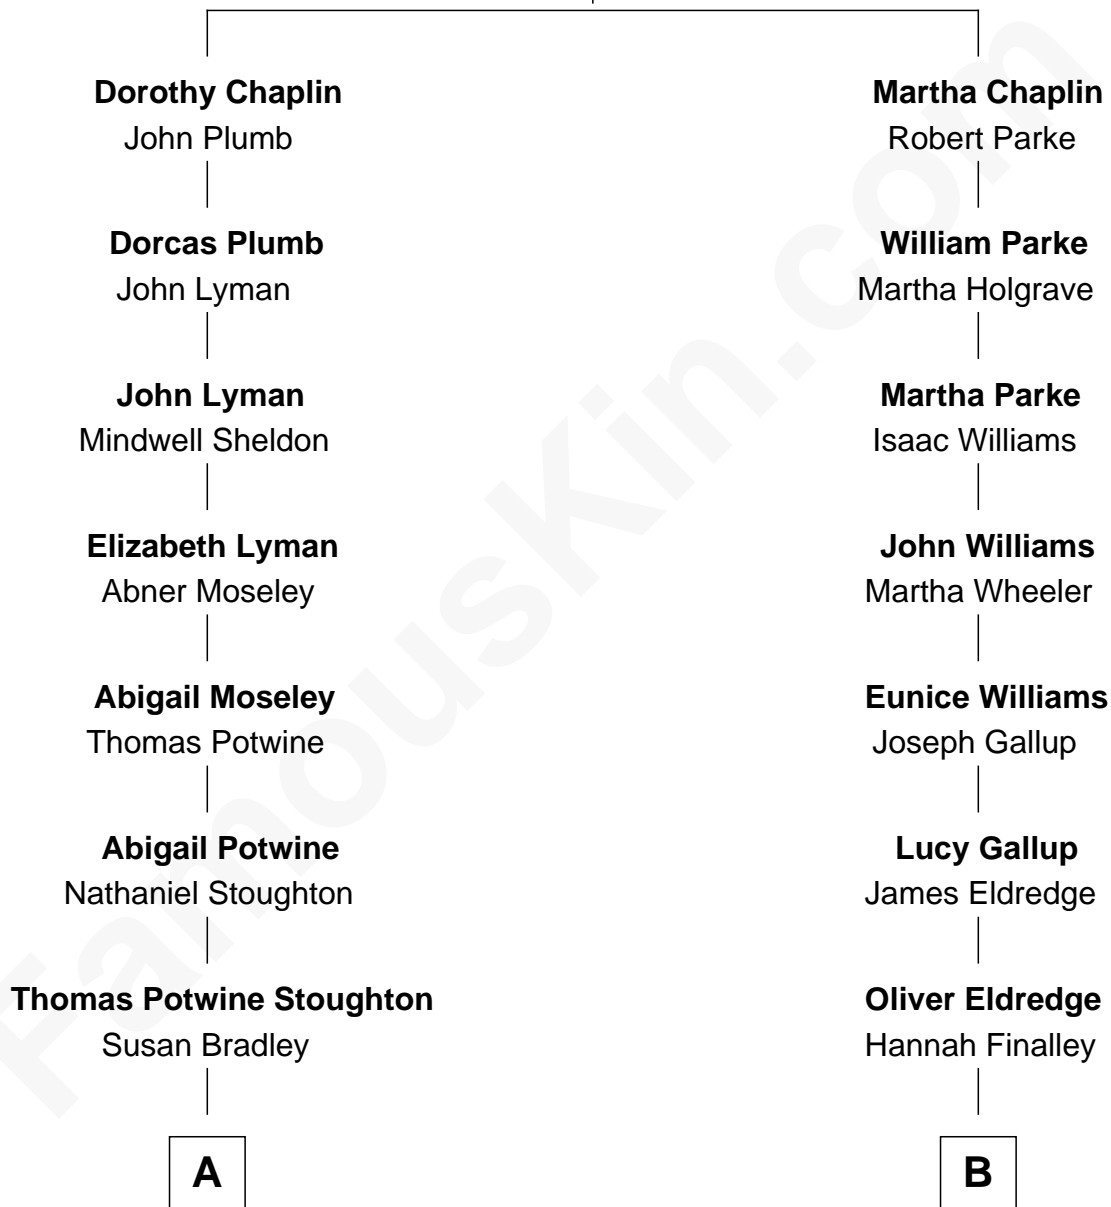 Dorothy Chaplin
John Plumb
Dorcas Plumb
John Lyman
John Lyman
Mindwell Sheldon
Elizabeth Lyman
Abner Moseley
Abigail Moseley
Thomas Potwine
Abigail Potwine
Nathaniel Stoughton
Thomas Potwine Stoughton
Susan Bradley
A
Martha Chaplin
Robert Parke
William Parke
Martha Holgrave
Martha Parke
Isaac Williams
John Williams
Martha Wheeler
Eunice Williams
Joseph Gallup
Lucy Gallup
James Eldredge
Oliver Eldredge
Hannah Finalley
B
FamousKin.com